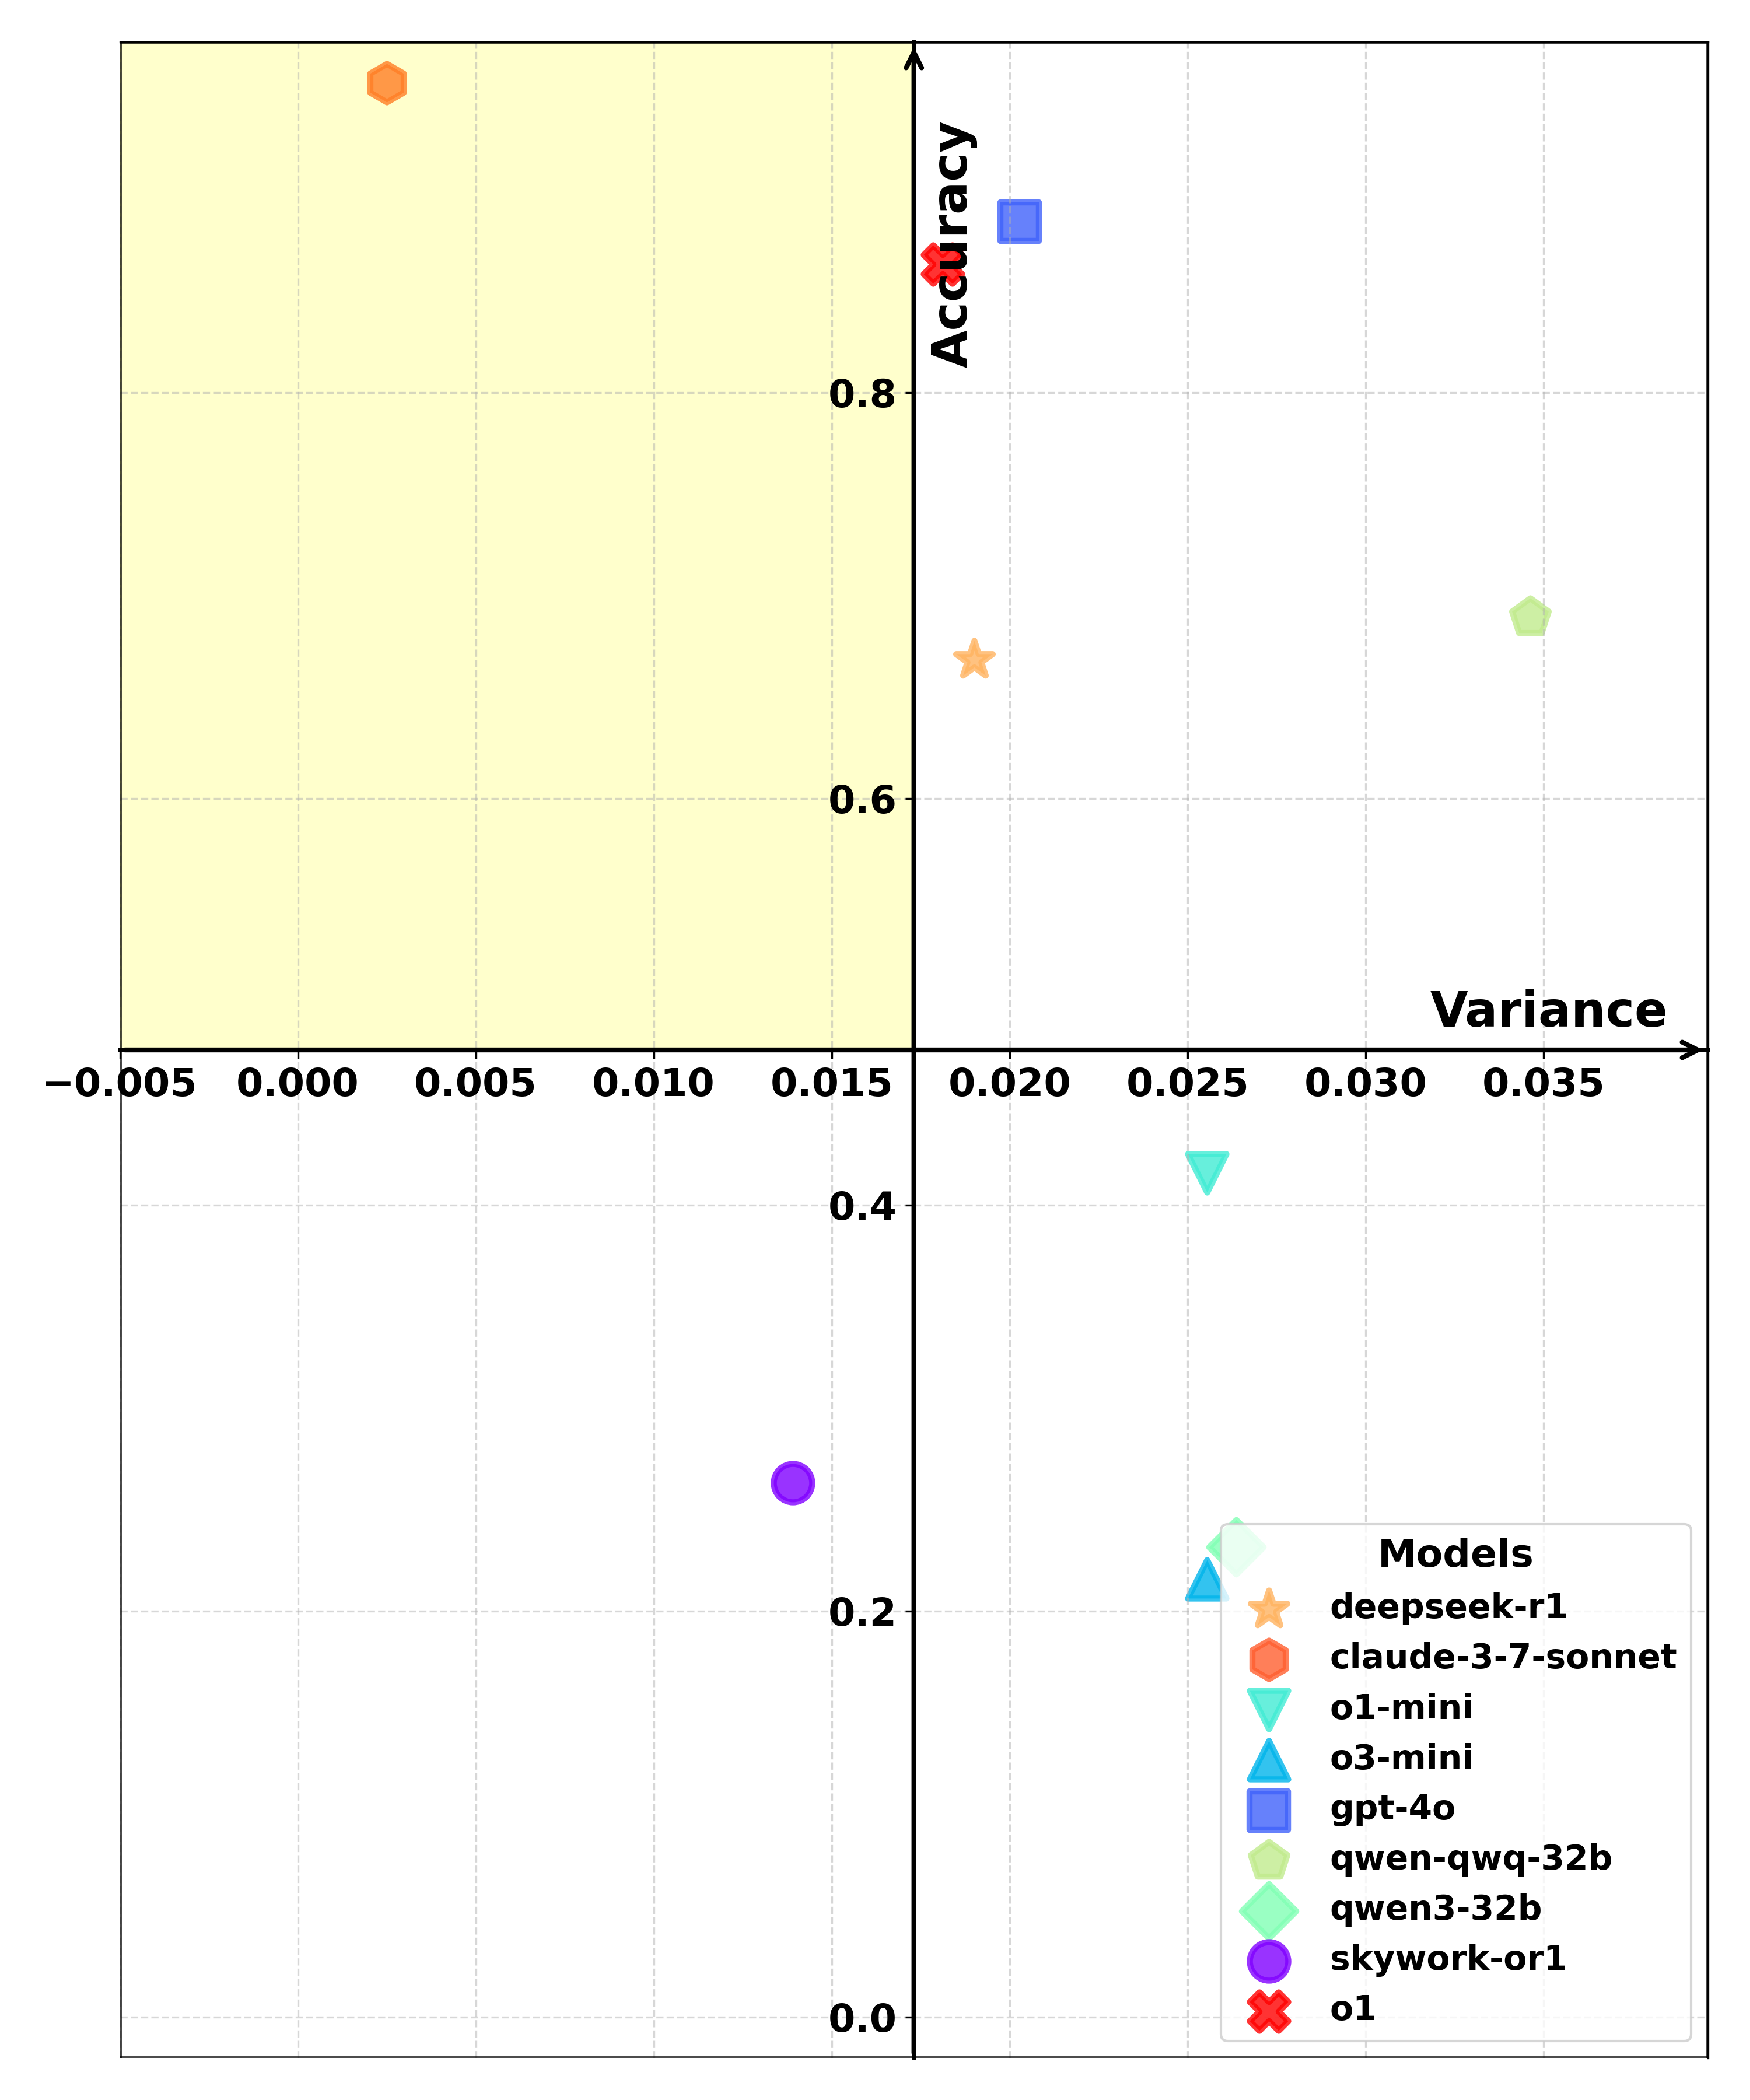 Accuracy
0.8
0.6
Variance
−0.005 0.000 0.005 0.010 0.015 0.020 0.025 0.030 0.035
0.4
0.2
0.0
Models
deepseek-r1
claude-3-7-sonnet
o1-mini
o3-mini
gpt-4o
qwen-qwq-32b
qwen3-32b
skywork-or1
o1